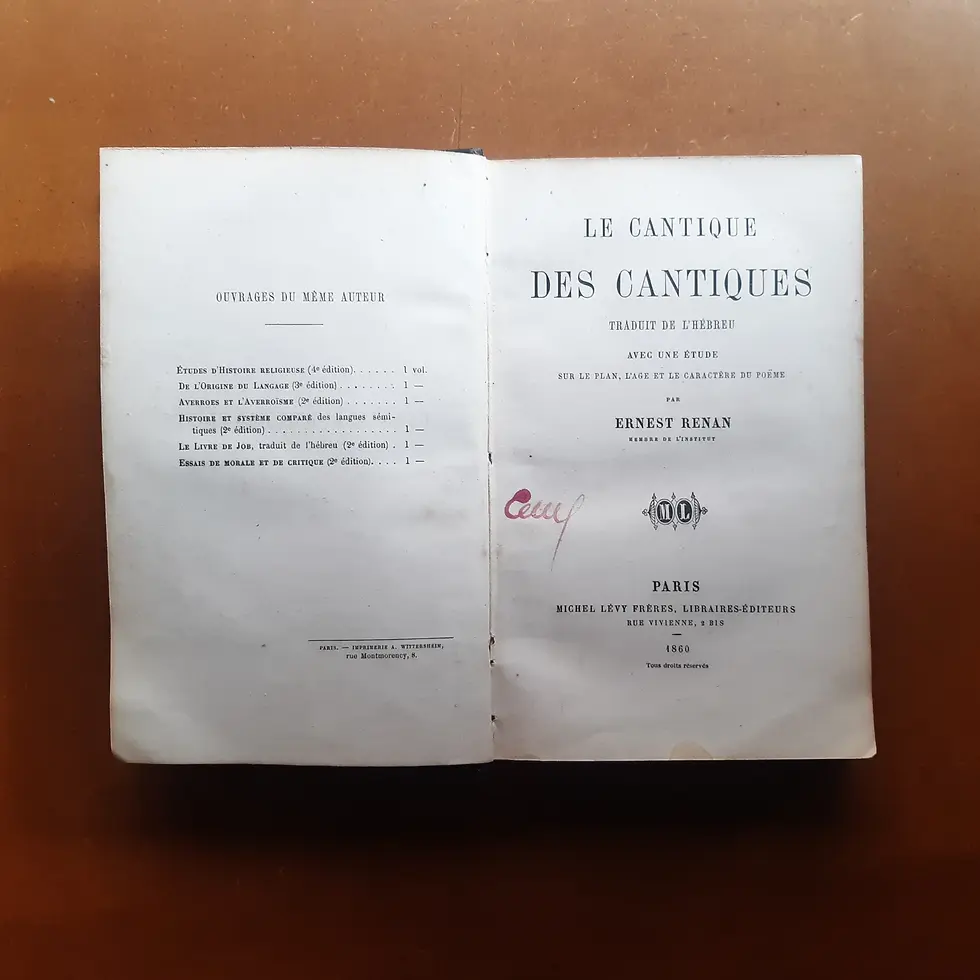 OUVRAGES DU MÊME AUTEUR
ÉTUDES D'HISTOIRE RELIGIEUSE (4e édition). . . . . . 1 vol.
DE L'ORIGINE DU LANGAGE (3e édition) . . . . . . . . 1 —
AVERROES ET L'AVERROÏSME (2e édition) . . . . . . . 1 —
HISTOIRE ET SYSTÈME COMPARÉ des langues sémi-
tiques (2e édition) . . . . . . . . . . . . . . . . . . 1 —
LE LIVRE DE JOB, traduit de l'hébreu (2e édition) . 1 —
ESSAIS DE MORALE ET DE CRITIQUE (2e édition). . . . 1 —
PARIS. — IMPRIMERIE A. WITTERSHEIM,
rue Montmorency, 8.
LE CANTIQUE
DES CANTIQUES
TRADUIT DE L'HÉBREU
AVEC UNE ÉTUDE
SUR LE PLAN, L'AGE ET LE CARACTÈRE DU POËME
PAR
ERNEST RENAN
MEMBRE DE L'INSTITUT
ML
PARIS
MICHEL LÉVY FRÈRES, LIBRAIRES-ÉDITEURS
RUE VIVIENNE, 2 BIS
1860
Tous droits réservés